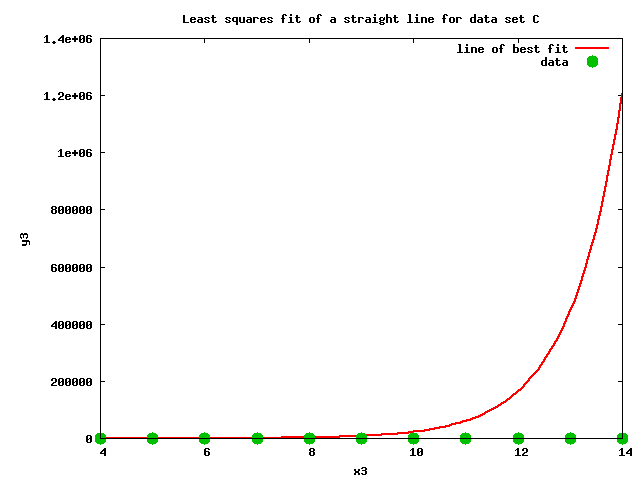 Least squares fit of a straight line for data set C
1.4e+06
line of best fit
data
1.2e+06
1e+06
800000
y3
600000
400000
200000
0
4 6 8 10 12 14
x3